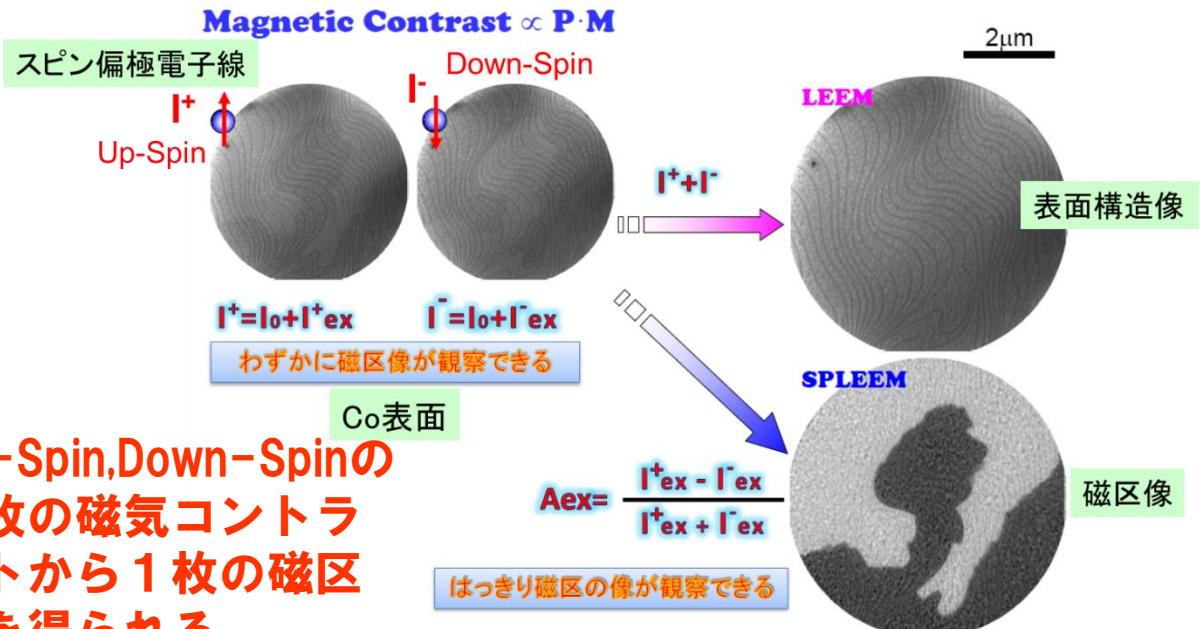 Magnetic Contrast ∝ P·M
スピン偏極電子線
I⁺
Up-Spin
I⁻
Down-Spin
2μm
LEEM
I⁺+I⁻
表面構造像
I⁺=I₀+I⁺ex
I⁻=I₀+I⁻ex
わずかに磁区像が観察できる
Co表面
SPLEEM
-Spin,Down-Spinの
枚の磁気コントラ
トから1枚の磁区
Aex= I⁺ex - I⁻ex
I⁺ex + I⁻ex
磁区像
はっきり磁区の像が観察できる